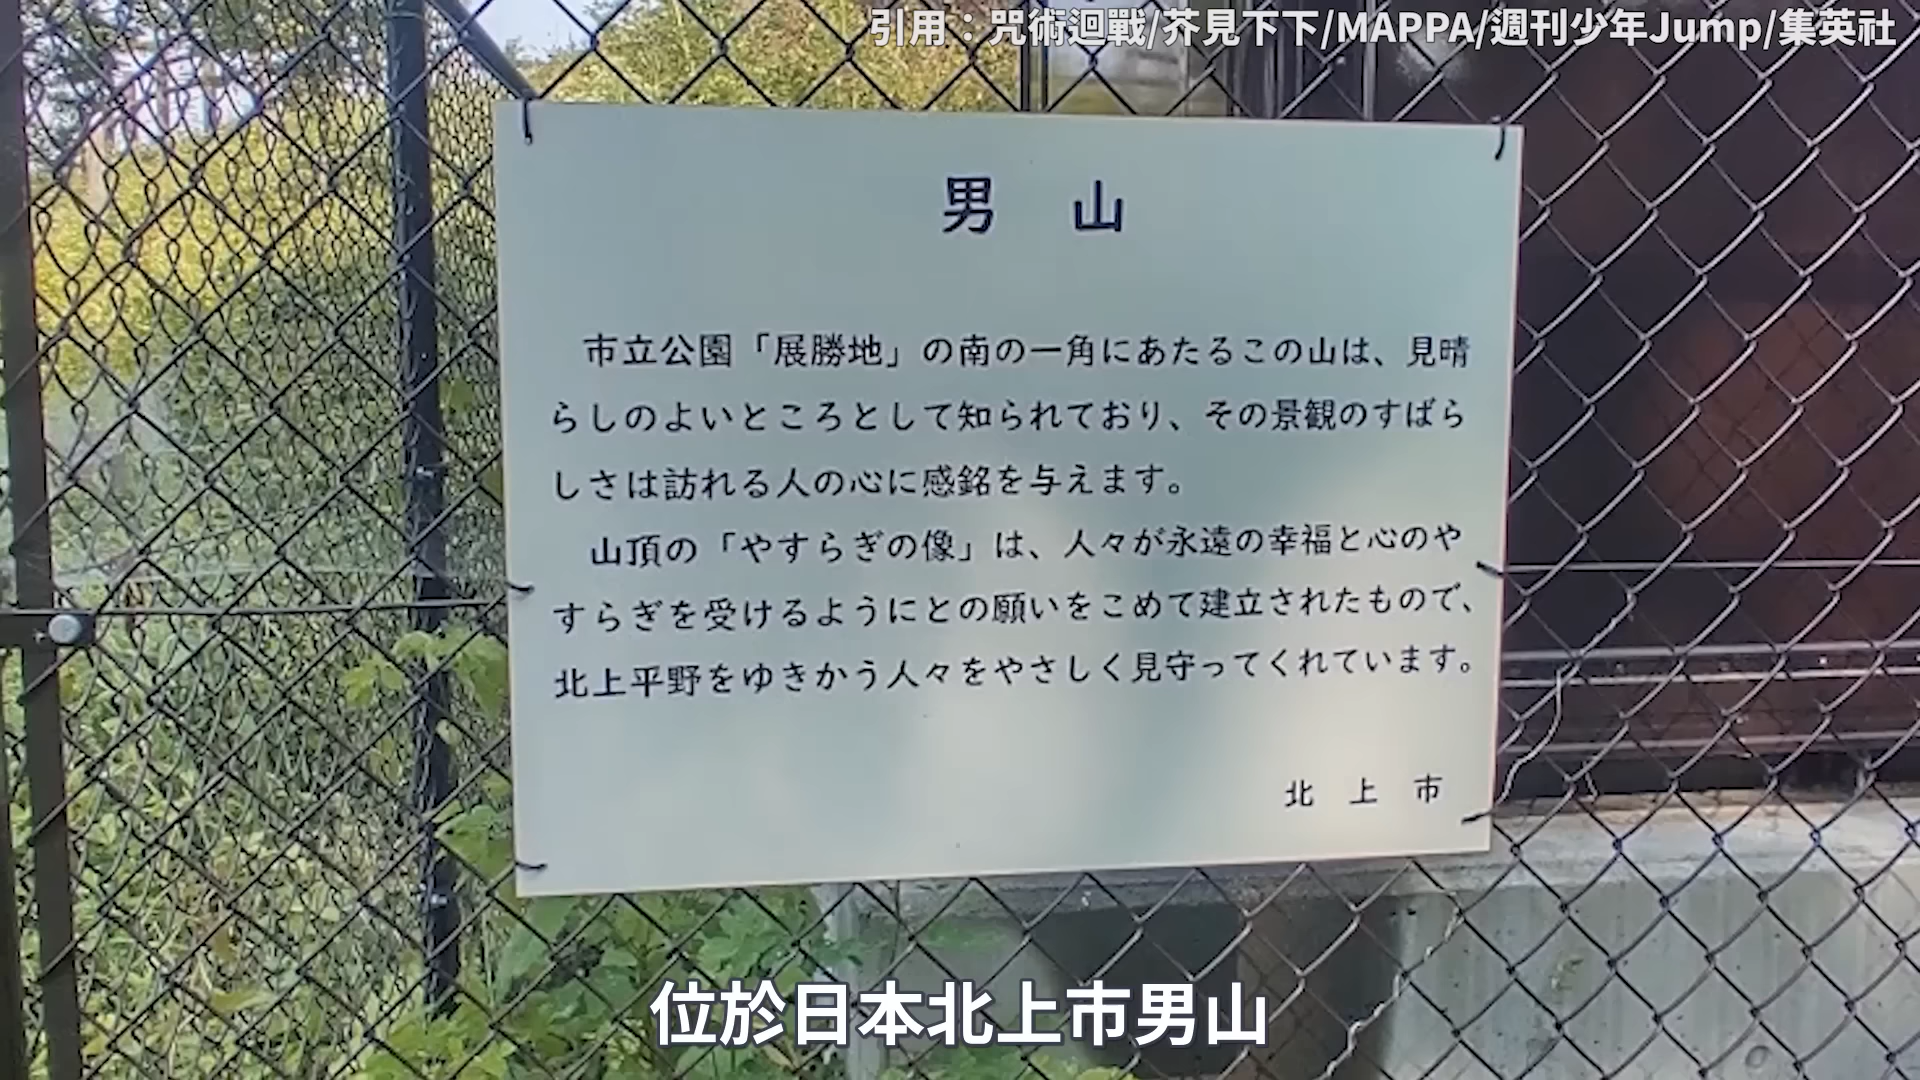 引用：咒術迴戰/芥見下下/MAPPA/週刊少年Jump/集英社
男 山
市立公園「展勝地」の南の一角にあたるこの山は、見晴
らしのよいところとして知られており、その景観のすばら
しさは訪れる人の心に感銘を与えます。
山頂の「やすらぎの像」は、人々が永遠の幸福と心のや
すらぎを受けるようにとの願いをこめて建立されたもので、
北上平野をゆきかう人々をやさしく見守ってくれています。
北 上 市
位於日本北上市男山